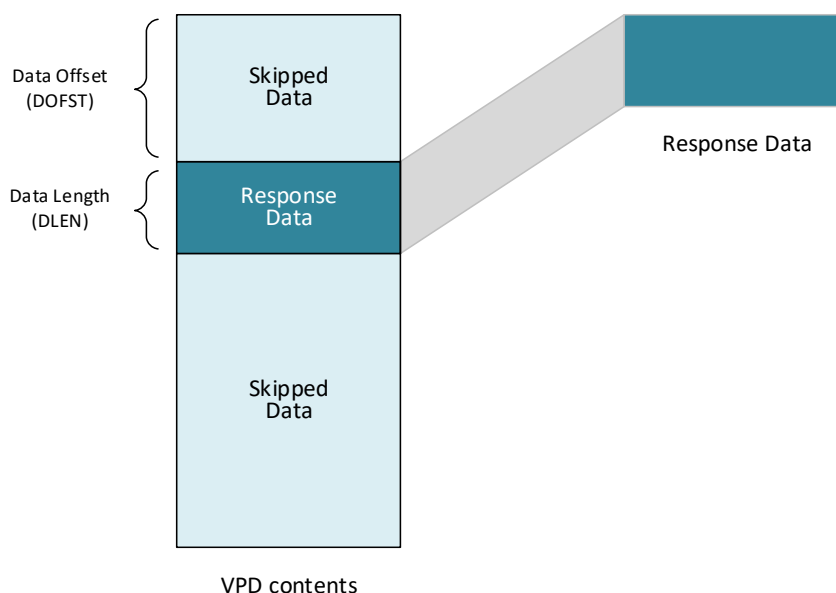 Data Offset
(DOFST)
Skipped
Data
Response Data
Data Length
(DLEN)
Response
Data
Skipped
Data
VPD contents